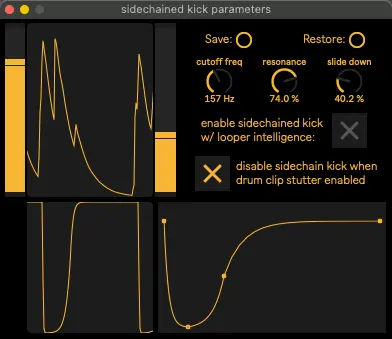 sidechained kick parameters
Save:
Restore:
cutoff freq
resonance
slide down
157 Hz
74.0 %
40.2 %
enable sidechained kick
w/ looper intelligence:
disable sidechain kick when
drum clip stutter enabled